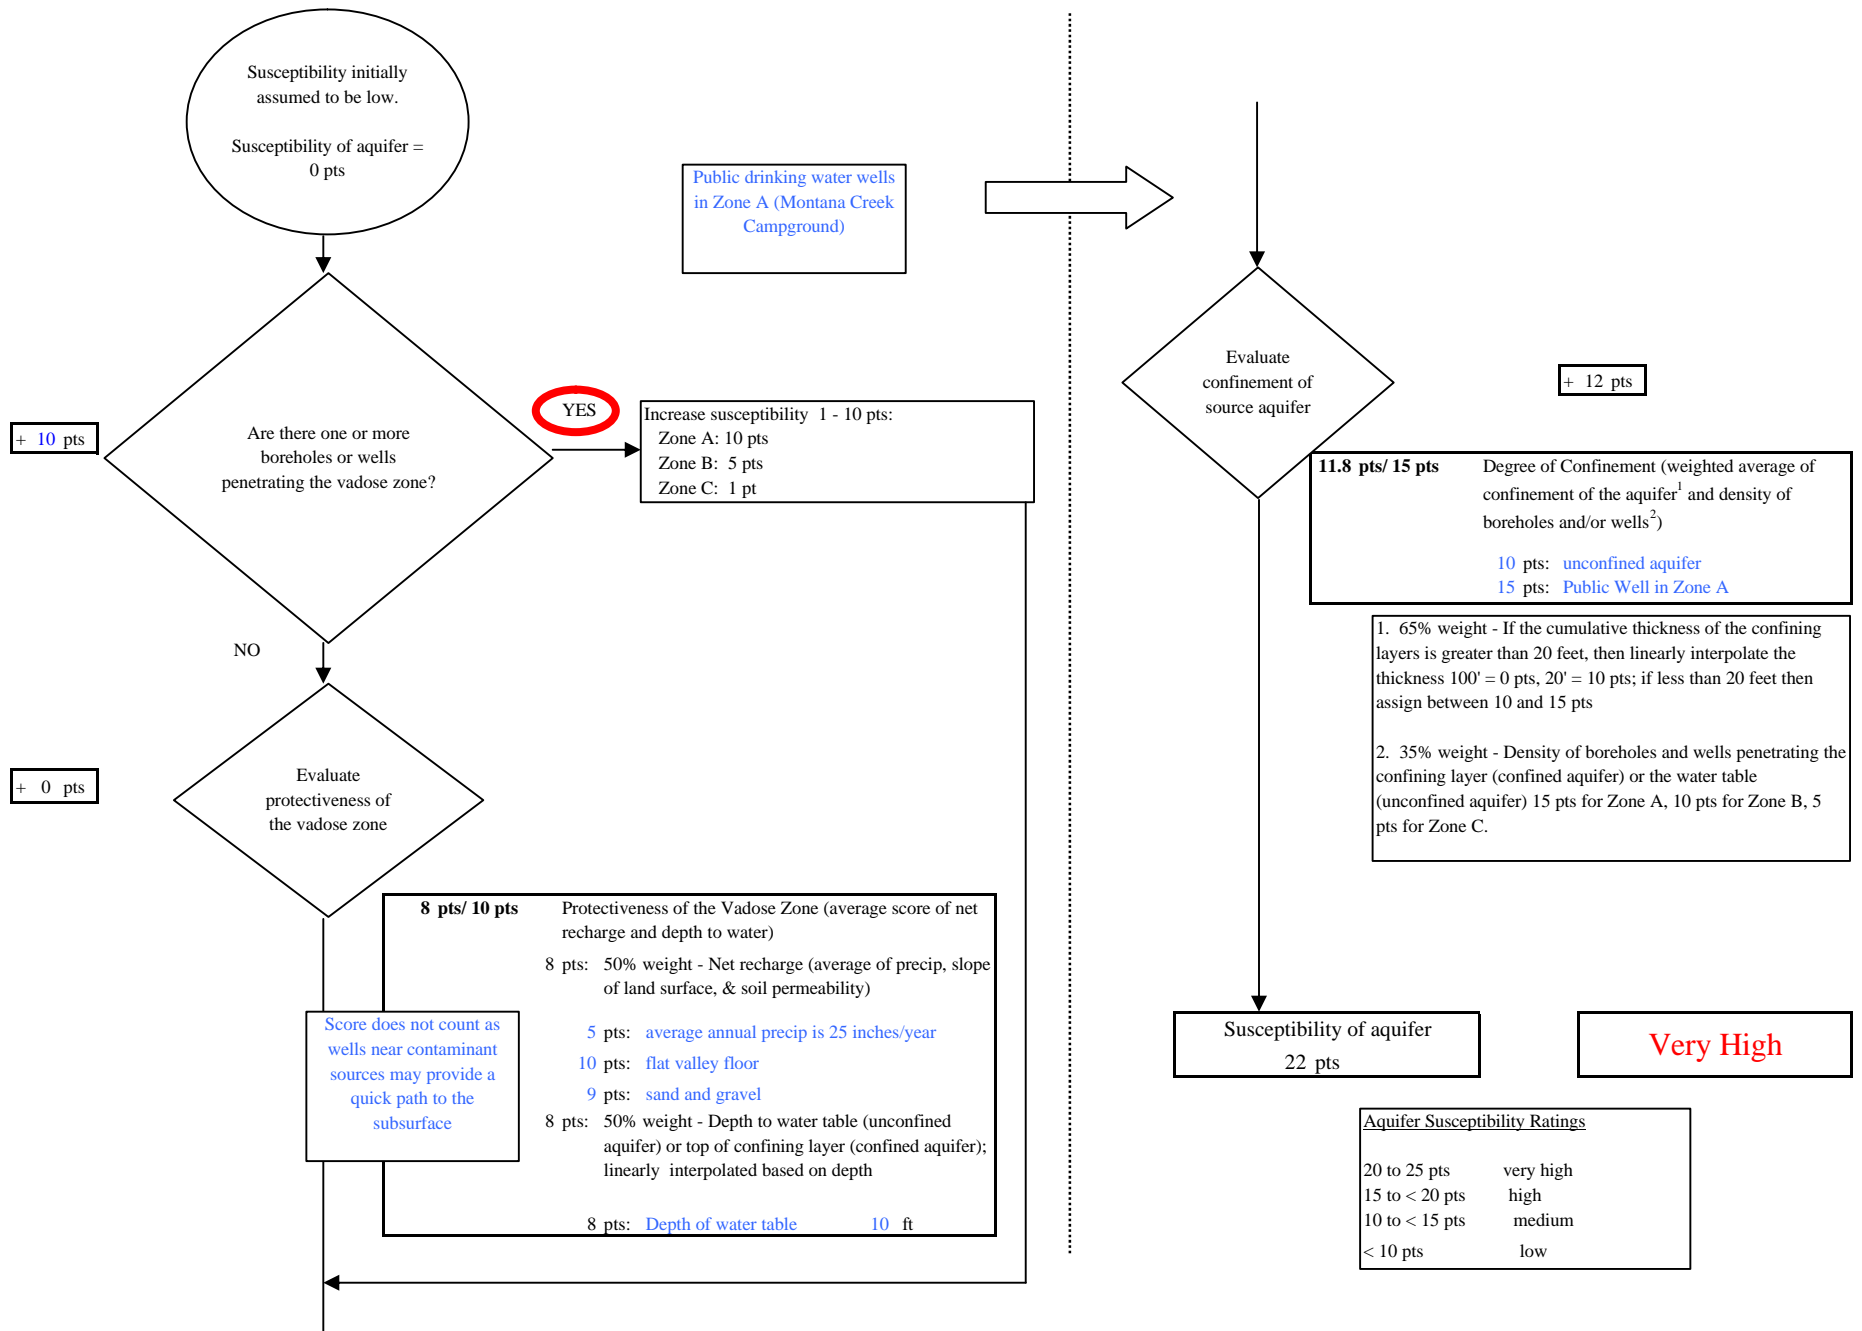 Susceptibility initially
assumed to be low.
Susceptibility of aquifer =
0 pts
Public drinking water wells
in Zone A (Montana Creek
Campground)
+ 10 pts
Are there one or more
boreholes or wells
penetrating the vadose zone?
YES
Increase susceptibility 1 - 10 pts:
Zone A: 10 pts
Zone B: 5 pts
Zone C: 1 pt
NO
+ 0 pts
Evaluate
protectiveness of
the vadose zone
8 pts/ 10 pts Protectiveness of the Vadose Zone (average score of net
recharge and depth to water)
8 pts: 50% weight - Net recharge (average of precip, slope
of land surface, & soil permeability)
5 pts: average annual precip is 25 inches/year
10 pts: flat valley floor
9 pts: sand and gravel
8 pts: 50% weight - Depth to water table (unconfined
aquifer) or top of confining layer (confined aquifer);
linearly interpolated based on depth
8 pts: Depth of water table 10 ft
Score does not count as
wells near contaminant
sources may provide a
quick path to the
subsurface
Evaluate
confinement of
source aquifer
+ 12 pts
11.8 pts/ 15 pts Degree of Confinement (weighted average of
confinement of the aquifer1 and density of
boreholes and/or wells2)
10 pts: unconfined aquifer
15 pts: Public Well in Zone A
1. 65% weight - If the cumulative thickness of the confining
layers is greater than 20 feet, then linearly interpolate the
thickness 100' = 0 pts, 20' = 10 pts; if less than 20 feet then
assign between 10 and 15 pts
2. 35% weight - Density of boreholes and wells penetrating the
confining layer (confined aquifer) or the water table
(unconfined aquifer) 15 pts for Zone A, 10 pts for Zone B, 5
pts for Zone C.
Susceptibility of aquifer
22 pts
Very High
Aquifer Susceptibility Ratings
20 to 25 pts very high
15 to < 20 pts high
10 to < 15 pts medium
< 10 pts low